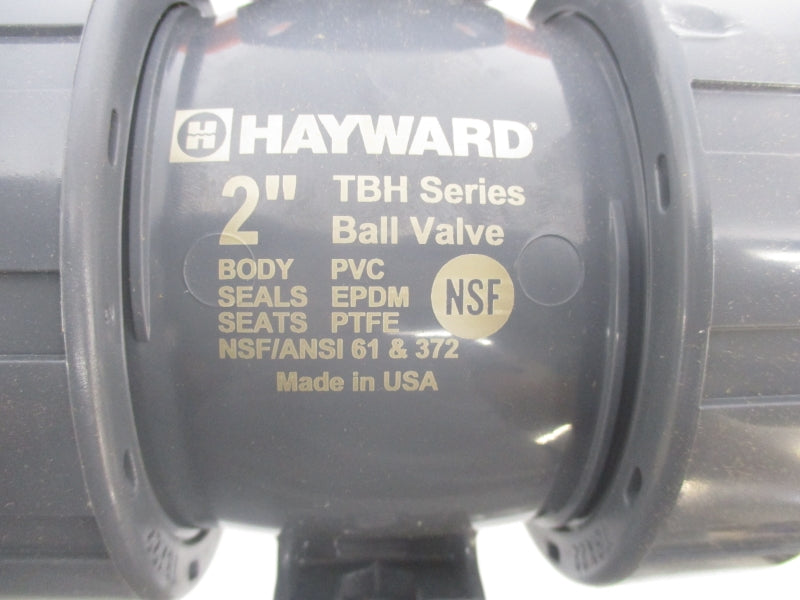 H HAYWARD®
2" TBH Series
Ball Valve
BODY PVC
SEALS EPDM
SEATS PTFE
NSF
NSF/ANSI 61 & 372
Made in USA